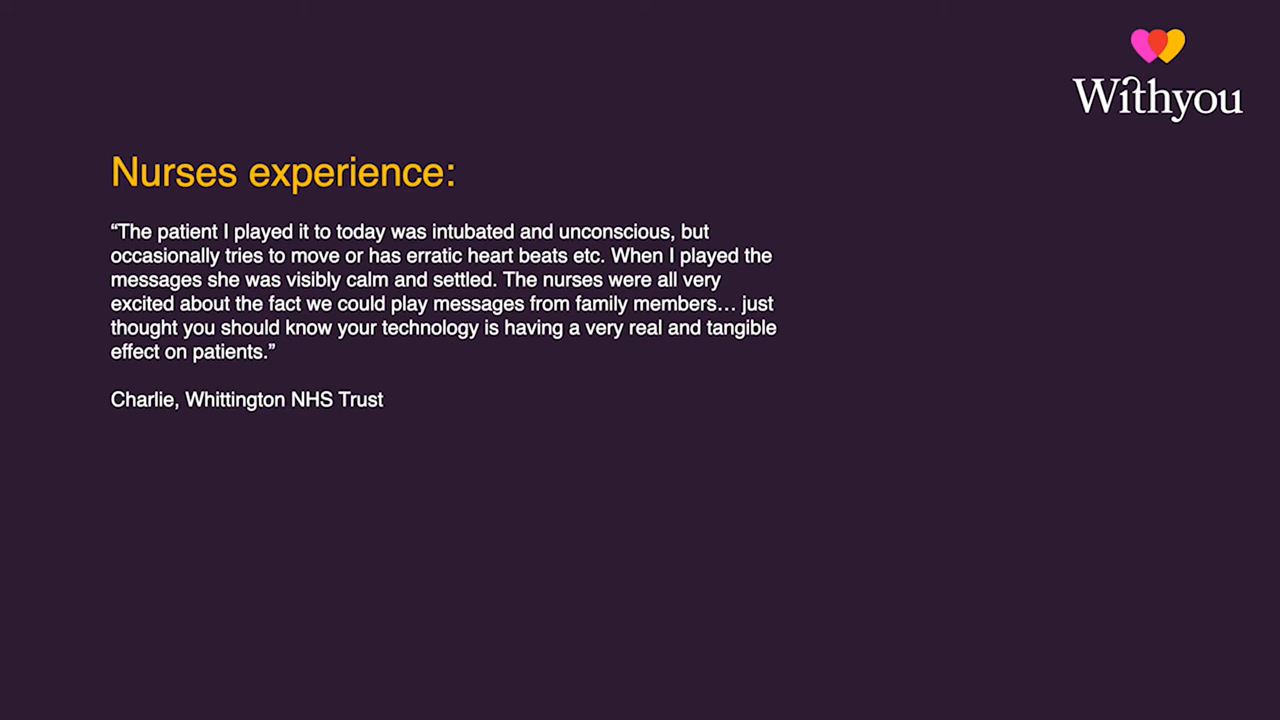 Withyou
Nurses experience:
“The patient I played it to today was intubated and unconscious, but
occasionally tries to move or has erratic heart beats etc. When I played the
messages she was visibly calm and settled. The nurses were all very
excited about the fact we could play messages from family members… just
thought you should know your technology is having a very real and tangible
effect on patients.”
Charlie, Whittington NHS Trust